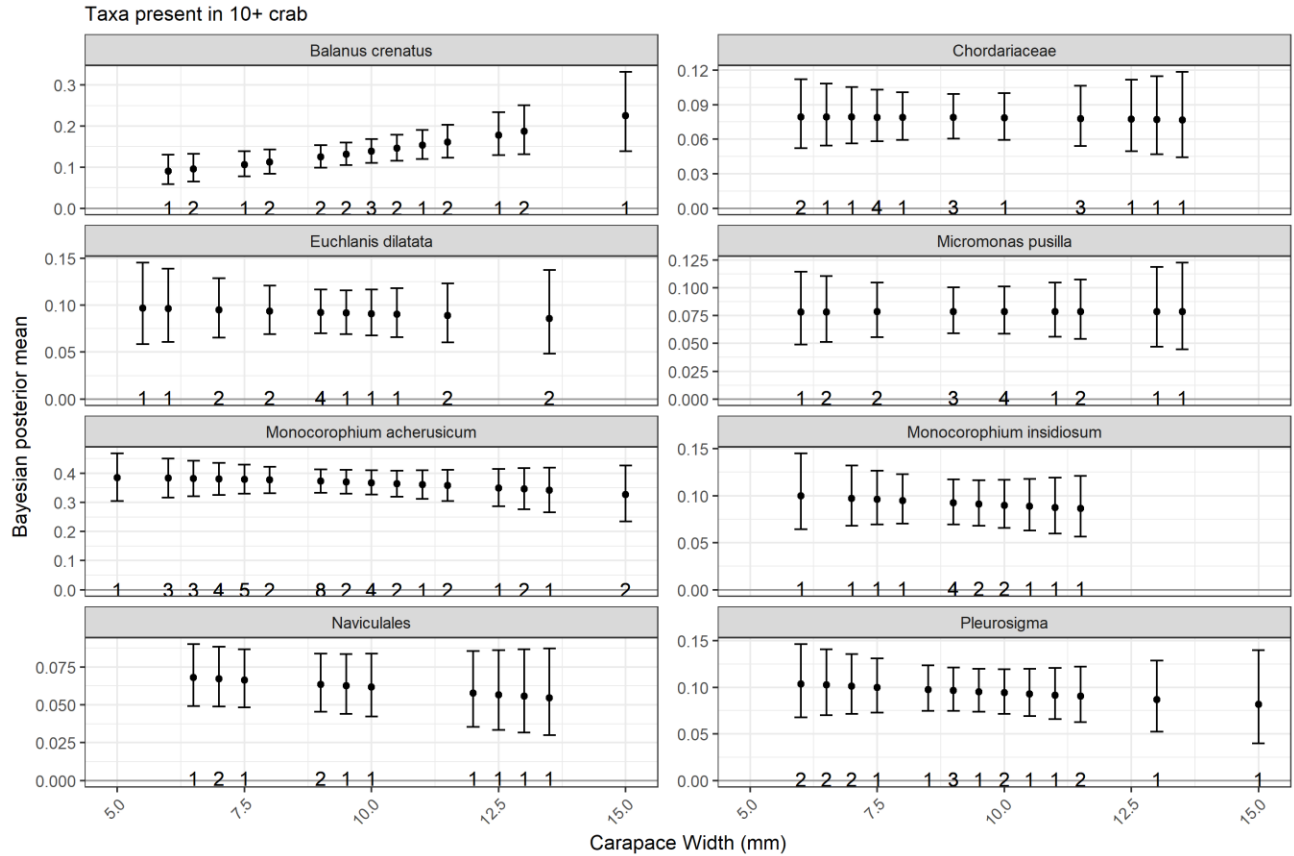 Taxa present in 10+ crab
Bayesian posterior mean
Balanus crenatus
0.3
0.2
0.1
0.0
1 2 1 2 2 2 3 2 1 2 1 2 1
Chordariaceae
0.12
0.09
0.06
0.03
0.00
2 1 1 4 1 3 1 3 1 1 1
Euchlanis dilatata
0.15
0.10
0.05
0.00
1 1 2 2 4 1 1 1 2 2
Micromonas pusilla
0.125
0.100
0.075
0.050
0.025
0.000
1 2 2 3 4 1 2 1 1
Monocorophium acherusicum
0.4
0.3
0.2
0.1
0.0
1 3 3 4 5 2 8 2 4 2 1 2 1 2 1 2
Monocorophium insidiosum
0.15
0.10
0.05
0.00
1 1 1 1 4 2 2 1 1 1
Naviculales
0.075
0.050
0.025
0.000
1 2 1 2 1 1 1 1 1 1
Pleurosigma
0.15
0.10
0.05
0.00
2 2 2 1 1 3 1 2 1 1 2 1 1
5.0 7.5 10.0 12.5 15.0
5.0 7.5 10.0 12.5 15.0
Carapace Width (mm)